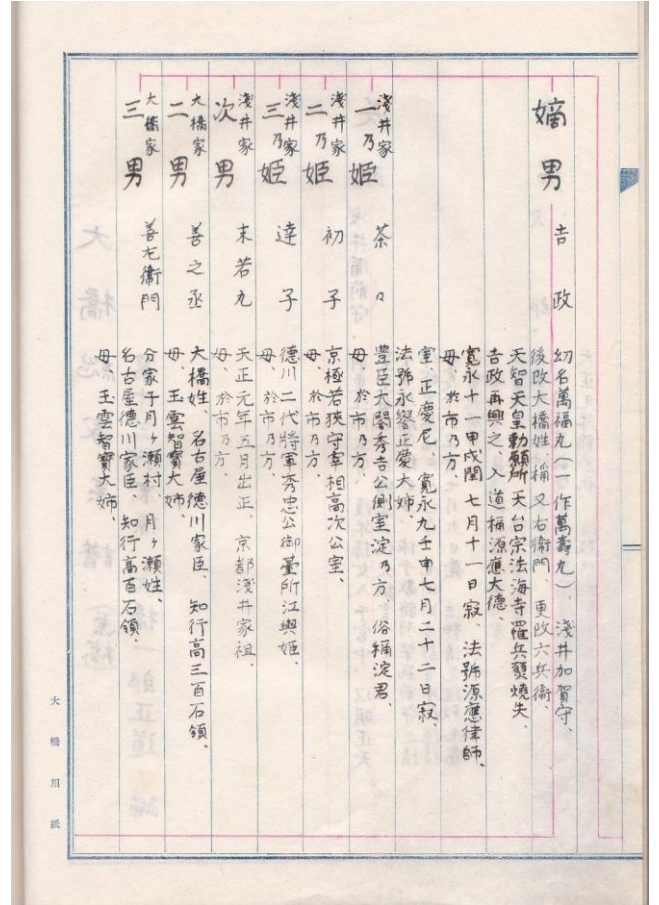 嫡男 吉政 幻名萬福丸(一作萬壽丸)、淺井加賀守、
後改大橋姓、稱又右衛門、更改六兵衛、
天智天皇勅願所天台宗法海寺罹兵燹燒失、
吉政再興之、入道稱源應大德、
寬永十一甲戌閏七月十一日寂、法號源應律師、
母、於市乃方、
室正慶尼、寬永九壬申七月二十二日寂、
法號永譽正慶大姉、
淺井家 一乃姫 茶々 豊臣大閤秀吉公側室淀乃方、俗稱淀君、
母、於市乃方、
淺井家 二乃姫 初子 京極若狹守宰相高次公室、
母、於市乃方、
淺井家 三乃姫 達子 德川二代將軍秀忠公御臺所江與姫、
母、於市乃方、
淺井家 次男 末若丸 天正元年五月出正、京都淺井家祖、
母、於市乃方、
大橋家 二男 善之丞 大橋姓、名古屋德川家臣、知行高三百石領、
母、玉雲智寶大姉、
大橋家 三男 善左衛門 分家子月ヶ瀬村、月ヶ瀬姓、
名古屋德川家臣、知行高百石領、
母、玉雲智寶大姉、
大橋用紙